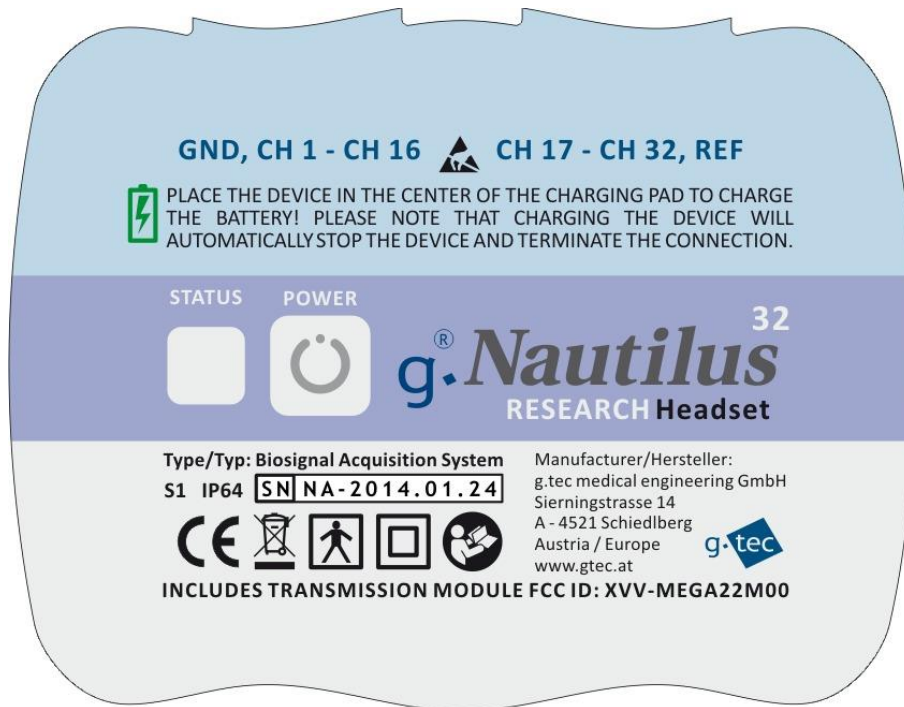 GND, CH 1 - CH 16 CH 17 - CH 32, REF
PLACE THE DEVICE IN THE CENTER OF THE CHARGING PAD TO CHARGE
THE BATTERY! PLEASE NOTE THAT CHARGING THE DEVICE WILL
AUTOMATICALLY STOP THE DEVICE AND TERMINATE THE CONNECTION.
STATUS POWER
32
g.® Nautilus
RESEARCH Headset
Type/Typ: Biosignal Acquisition System
S1 IP64 SN NA-2014.01.24
CE
Manufacturer/Hersteller:
g.tec medical engineering GmbH
Sierningstrasse 14
A - 4521 Schiedlberg
Austria / Europe
www.gtec.at
g.tec
INCLUDES TRANSMISSION MODULE FCC ID: XVV-MEGA22M00